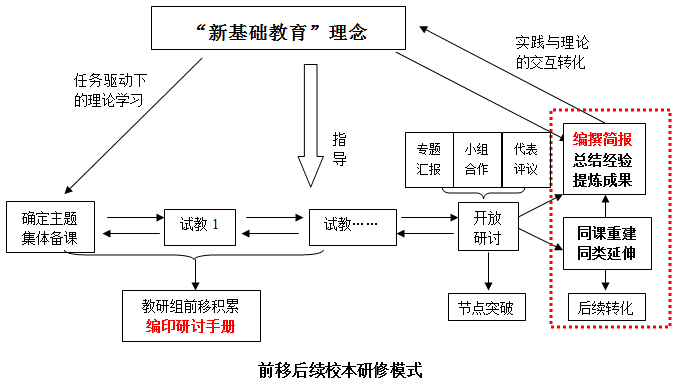 “新基础教育”理念
实践与理论
的交互转化
任务驱动下
的理论学习
指
导
专题
汇报
小组
合作
代表
评议
编撰简报
总结经验
提炼成果
确定主题
集体备课
试教 1
试教……
开放
研讨
同课重建
同类延伸
教研组前移积累
编印研讨手册
节点突破
后续转化
前移后续校本研修模式